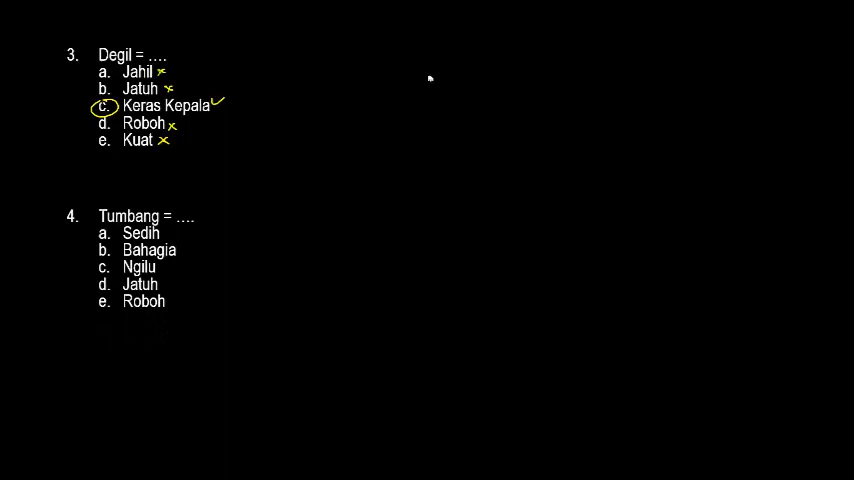 3. Degil = ....
a. Jahil
b. Jatuh
c. Keras Kepala
d. Roboh
e. Kuat
4. Tumbang = ....
a. Sedih
b. Bahagia
c. Ngilu
d. Jatuh
e. Roboh